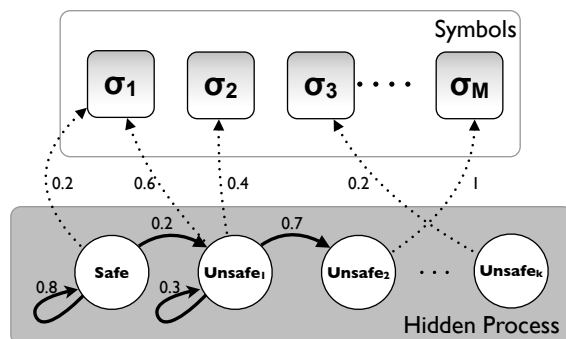 Symbols
σ1 σ2 σ3 σM
0.2 0.6 0.4 0.2 1
0.2 0.7
Safe Unsafe1 Unsafe2 Unsafek
0.8 0.3
Hidden Process